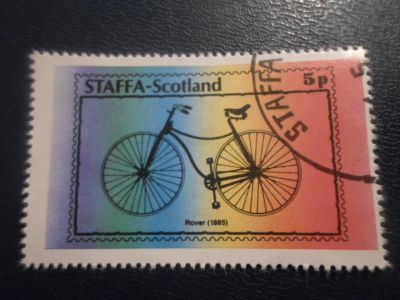 STAFFA-Scotland
5p
STAFFA
Rover (1885)